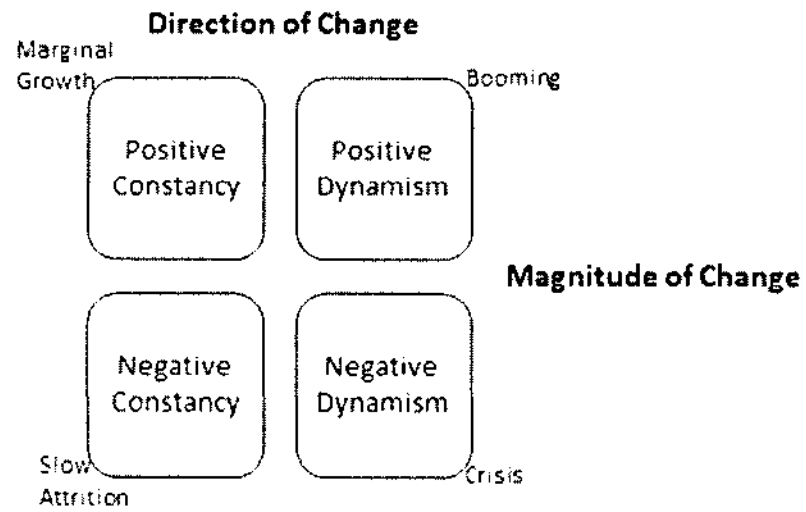 Direction of Change
Marginal
Growth
Booming
Positive
Constancy
Positive
Dynamism
Magnitude of Change
Negative
Constancy
Negative
Dynamism
Slow
Attrition
Crisis